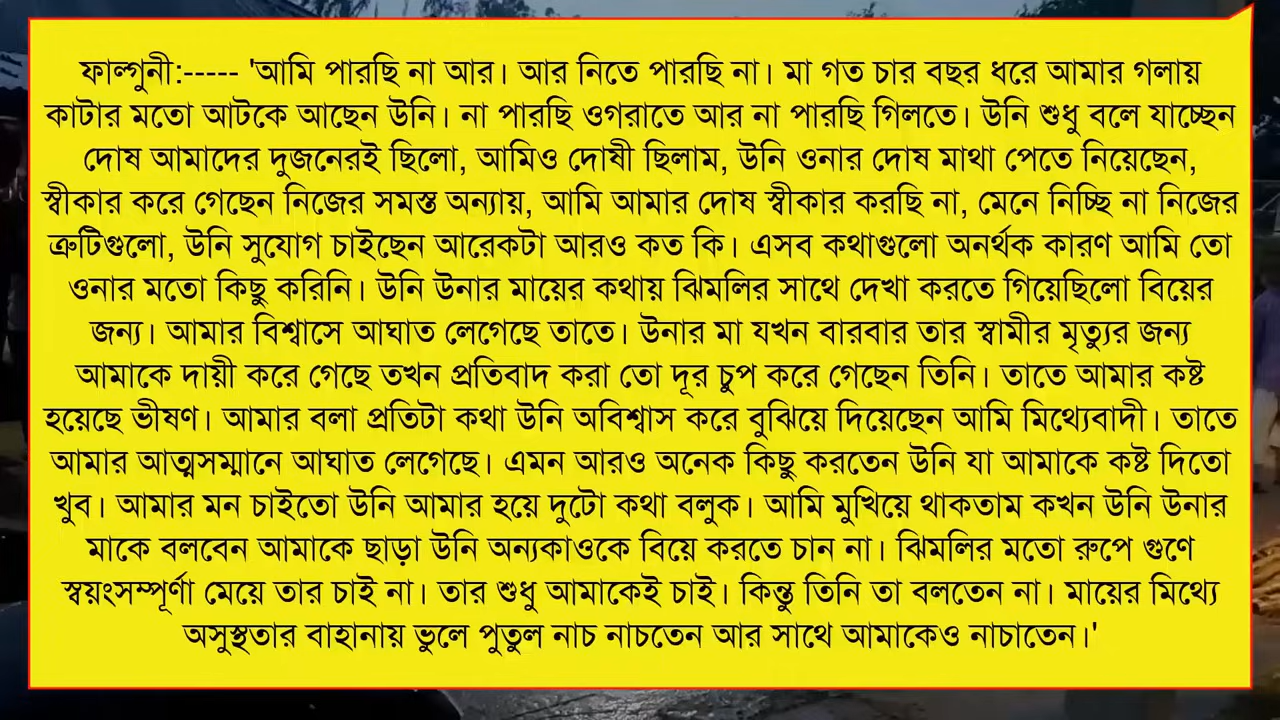 ফাল্গুনী:----- 'আমি পারছি না আর। আর নিতে পারছি না। মা গত চার বছর ধরে আমার গলায়
কাটার মতো আটকে আছেন উনি। না পারছি ওগরাতে আর না পারছি গিলতে। উনি শুধু বলে যাচ্ছেন
দোষ আমাদের দুজনেরই ছিলো, আমিও দোষী ছিলাম, উনি ওনার দোষ মাথা পেতে নিয়েছেন,
স্বীকার করে গেছেন নিজের সমস্ত অন্যায়, আমি আমার দোষ স্বীকার করছি না, মেনে নিচ্ছি না নিজের
ত্রুটিগুলো, উনি সুযোগ চাইছেন আরেকটা আরও কত কি। এসব কথাগুলো অনর্থক কারণ আমি তো
ওনার মতো কিছু করিনি। উনি উনার মায়ের কথায় ঝিমলির সাথে দেখা করতে গিয়েছিলো বিয়ের
জন্য। আমার বিশ্বাসে আঘাত লেগেছে তাতে। উনার মা যখন বারবার তার স্বামীর মৃত্যুর জন্য
আমাকে দায়ী করে গেছে তখন প্রতিবাদ করা তো দূর চুপ করে গেছেন তিনি। তাতে আমার কষ্ট
হয়েছে ভীষণ। আমার বলা প্রতিটা কথা উনি অবিশ্বাস করে বুঝিয়ে দিয়েছেন আমি মিথ্যেবাদী। তাতে
আমার আত্মসম্মানে আঘাত লেগেছে। এমন আরও অনেক কিছু করতেন উনি যা আমাকে কষ্ট দিতো
খুব। আমার মন চাইতো উনি আমার হয়ে দুটো কথা বলুক। আমি মুখিয়ে থাকতাম কখন উনি উনার
মাকে বলবেন আমাকে ছাড়া উনি অন্যকাওকে বিয়ে করতে চান না। ঝিমলির মতো রুপে গুণে
স্বয়ংসম্পূর্ণা মেয়ে তার চাই না। তার শুধু আমাকেই চাই। কিন্তু তিনি তা বলতেন না। মায়ের মিথ্যে
অসুস্থতার বাহানায় ভুলে পুতুল নাচ নাচতেন আর সাথে আমাকেও নাচাতেন।'